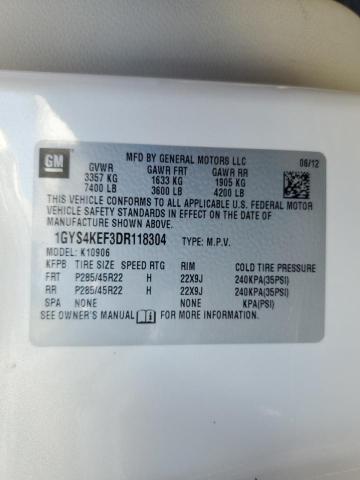 GM
MFD BY GENERAL MOTORS LLC 06/12
GVWR GAWR FRT GAWR RR
3357 KG 1633 KG 1905 KG
7400 LB 3600 LB 4200 LB
THIS VEHICLE CONFORMS TO ALL APPLICABLE U.S. FEDERAL MOTOR
VEHICLE SAFETY STANDARDS IN EFFECT ON THE DATE OF
MANUFACTURE SHOWN ABOVE.
1GYS4KEF3DR118304 TYPE: M.P.V.
MODEL: K10906
KFPB TIRE SIZE SPEED RTG RIM COLD TIRE PRESSURE
FRT P285/45R22 H 22X9J 240KPA(35PSI)
RR P285/45R22 H 22X9J 240KPA(35PSI)
SPA NONE NONE KPA(PSI)
SEE OWNER'S MANUAL FOR MORE INFORMATION.